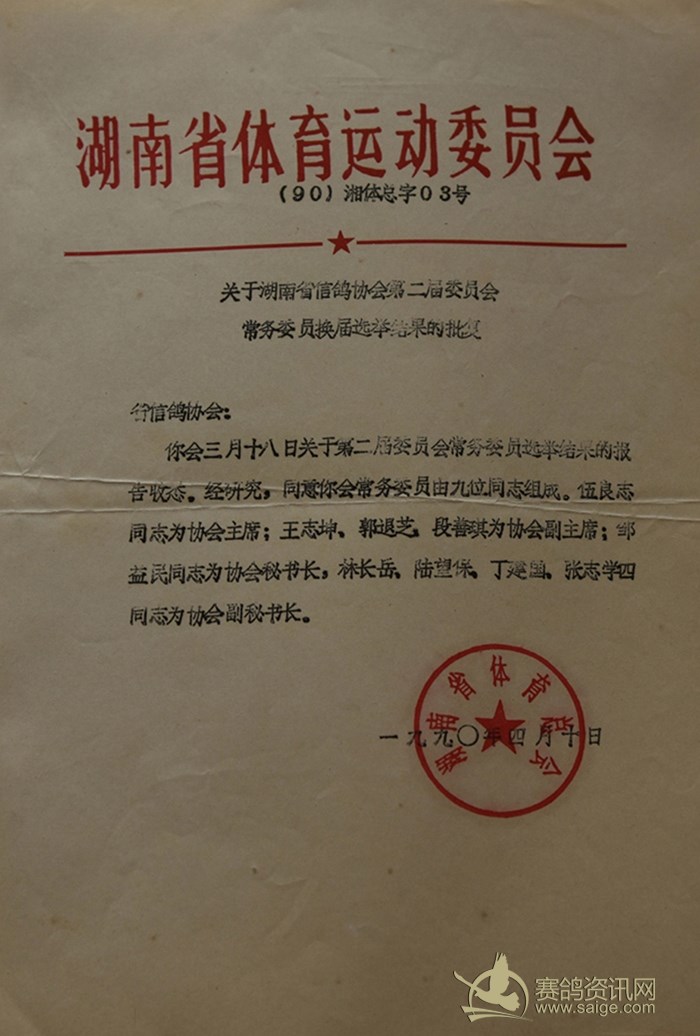 湖南省体育运动委员会
(90)湘体总字03号
关于湖南省信鸽协会第二届委员会
常务委员换届选举结果的批复
省信鸽协会:
你会三月十八日关于第二届委员会常务委员选举结果的报
告收悉。经研究,同意你会常务委员由九位同志组成。伍良志
同志为协会主席;王志坤、郭退芝、段善琪为协会副主席;邹
益民同志为协会秘书长,林长岳、陆望保、丁建国、张志学四
同志为协会副秘书长。
湖南省体育总会
一九九〇年四月十日
赛鸽资讯网
www.saige.com